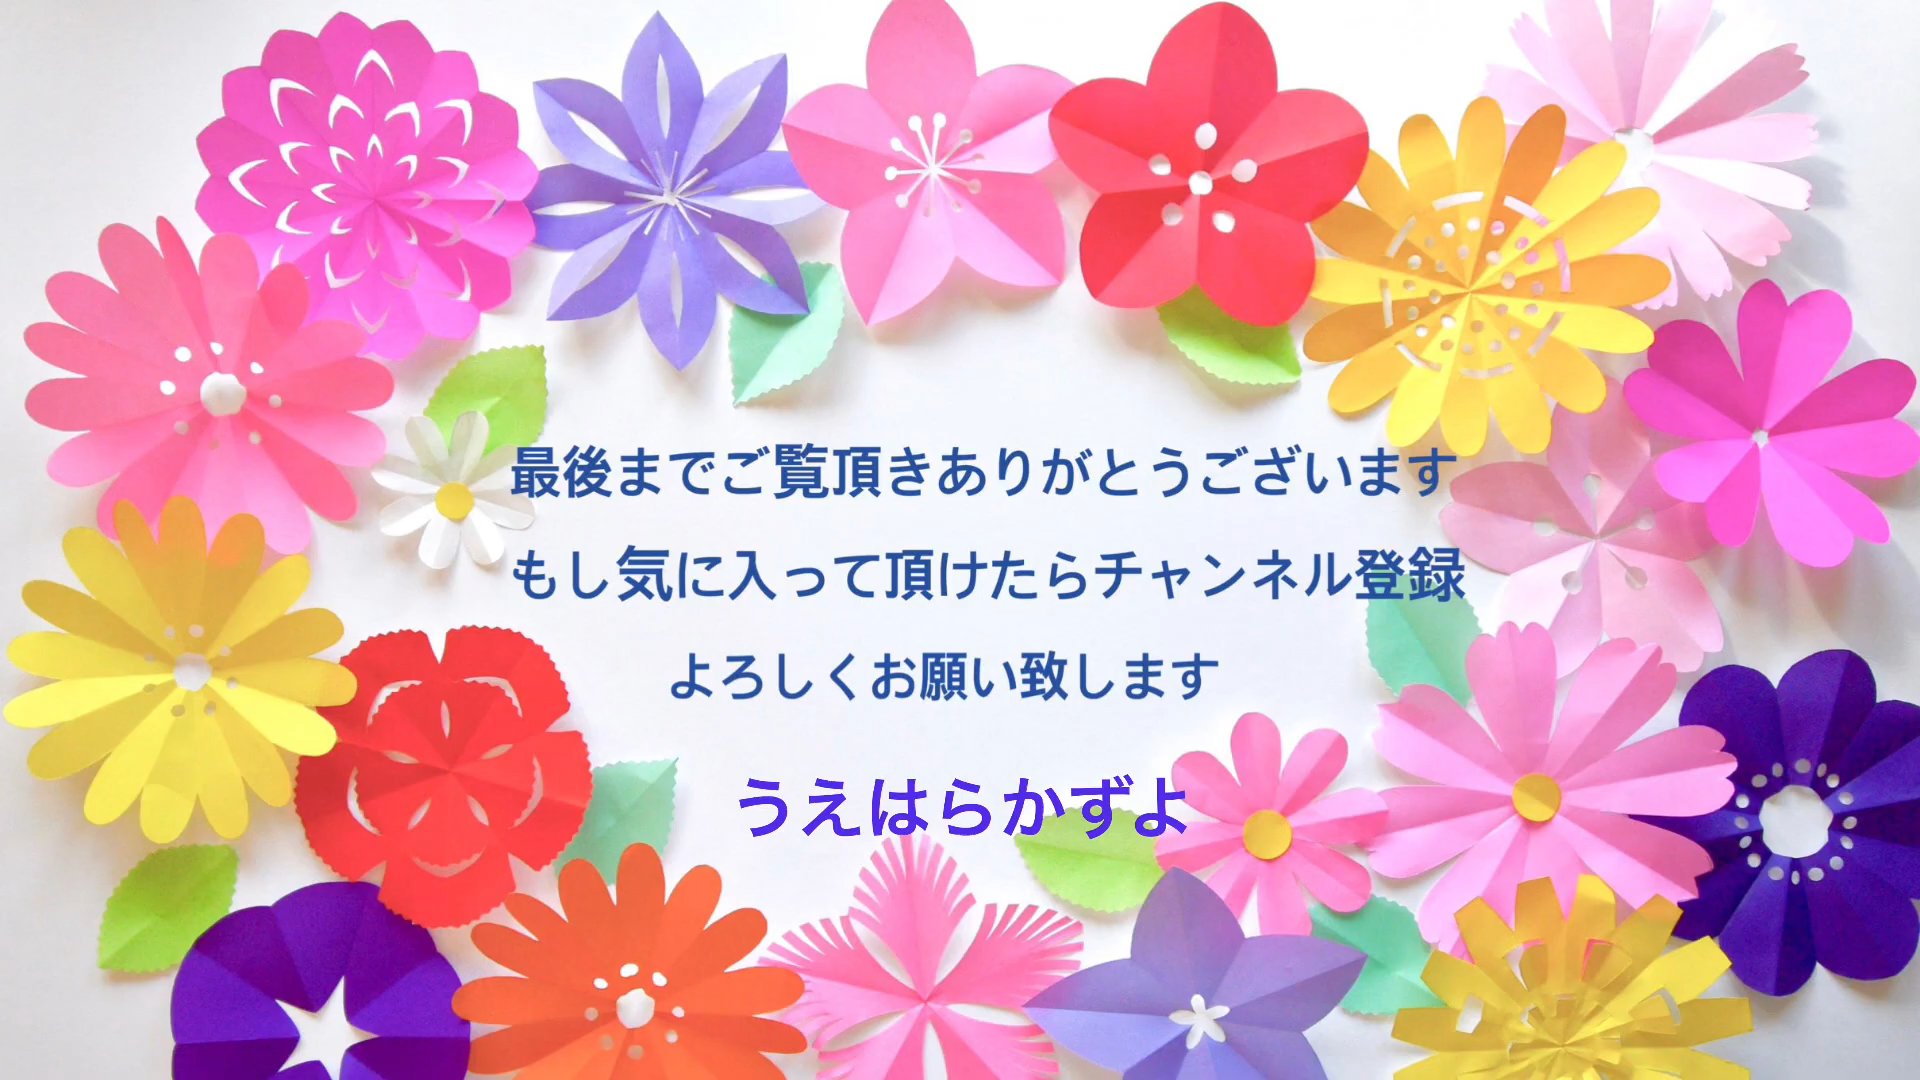 最後までご覧頂きありがとうございます
もし気に入って頂けたらチャンネル登録
よろしくお願い致します
うえはらかずよ